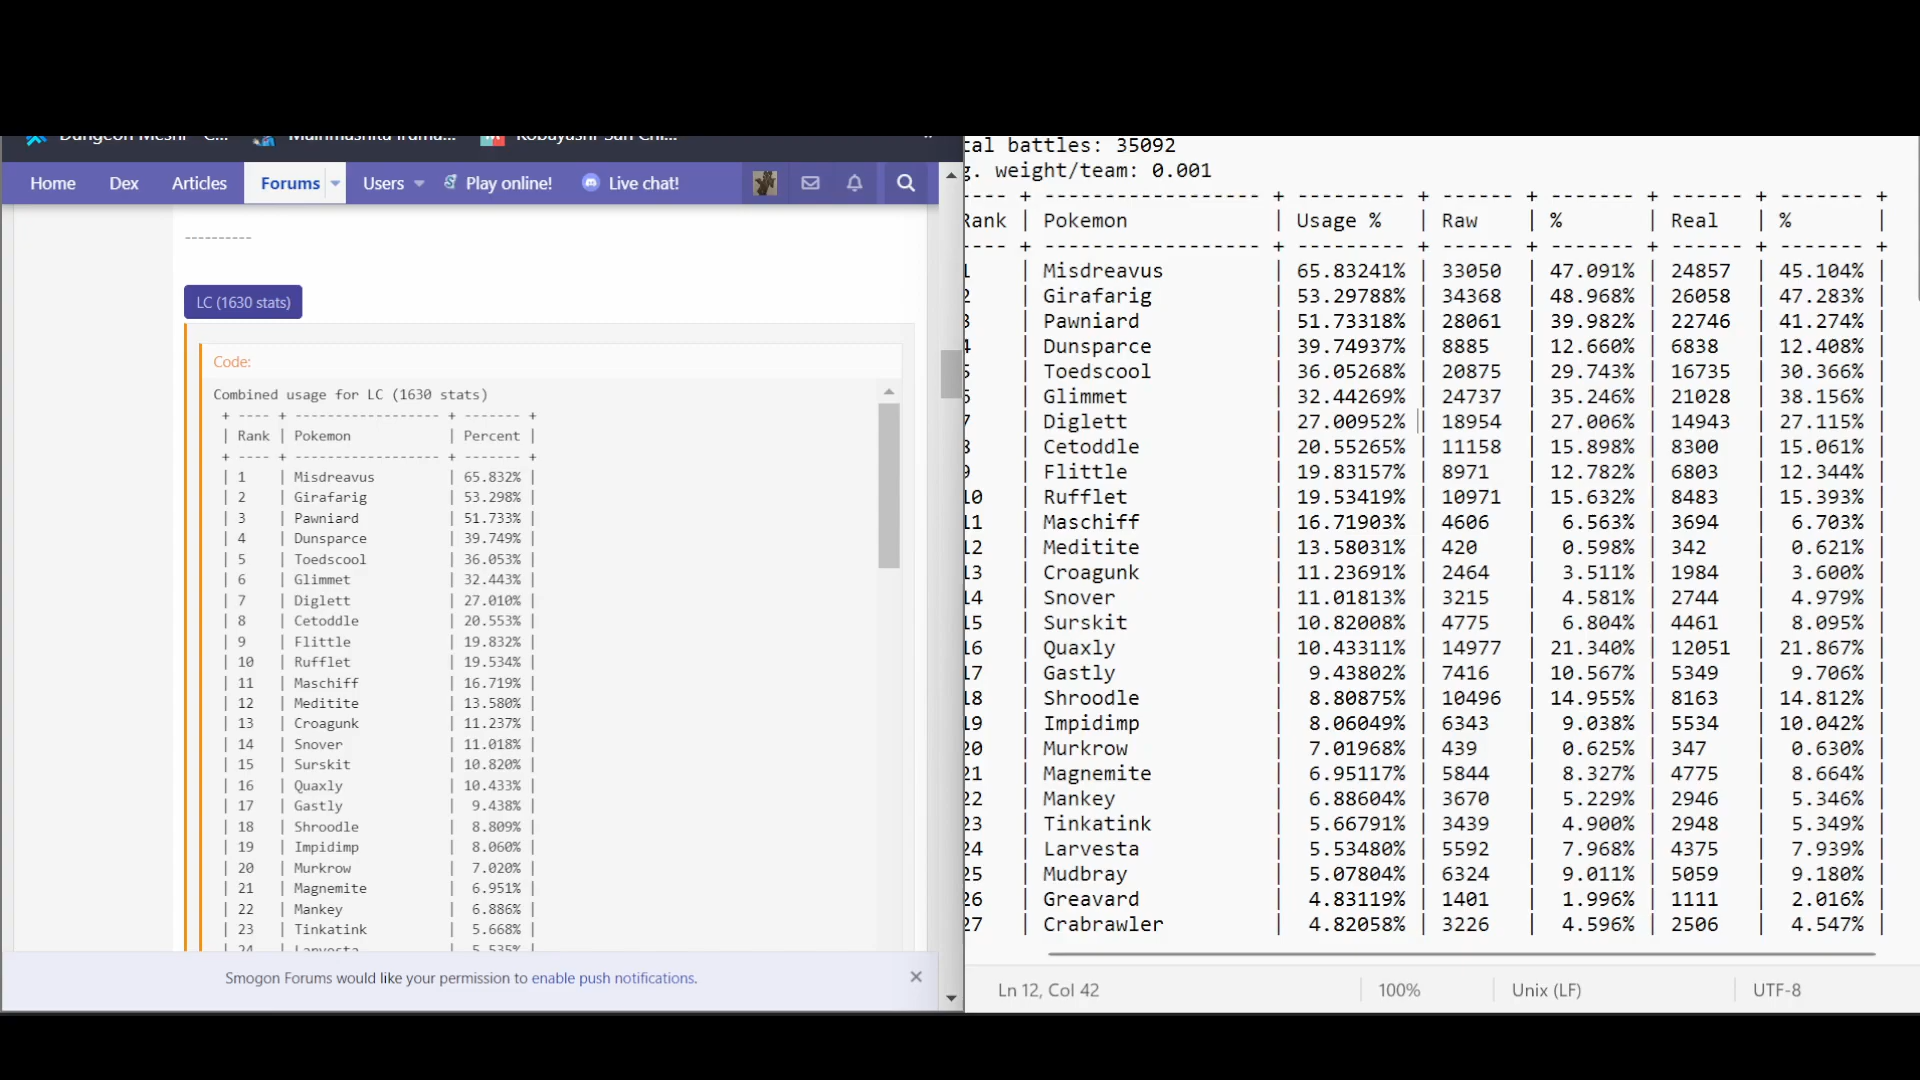 Home Dex Articles Forums Users Play online! Live chat!
----------
LC (1630 stats)
Code:
Combined usage for LC (1630 stats)
+ ---- + ------------------ + ------- +
| Rank | Pokemon | Percent |
+ ---- + ------------------ + ------- +
| 1 | Misdreavus | 65.832% |
| 2 | Girafarig | 53.298% |
| 3 | Pawniard | 51.733% |
| 4 | Dunsparce | 39.749% |
| 5 | Toedscool | 36.053% |
| 6 | Glimmet | 32.443% |
| 7 | Diglett | 27.010% |
| 8 | Cetoddle | 20.553% |
| 9 | Flittle | 19.832% |
| 10 | Rufflet | 19.534% |
| 11 | Maschiff | 16.719% |
| 12 | Meditite | 13.580% |
| 13 | Croagunk | 11.237% |
| 14 | Snover | 11.018% |
| 15 | Surskit | 10.820% |
| 16 | Quaxly | 10.433% |
| 17 | Gastly | 9.438% |
| 18 | Shroodle | 8.809% |
| 19 | Impidimp | 8.060% |
| 20 | Murkrow | 7.020% |
| 21 | Magnemite | 6.951% |
| 22 | Mankey | 6.886% |
| 23 | Tinkatink | 5.668% |
Smogon Forums would like your permission to enable push notifications.
tal battles: 35092
g. weight/team: 0.001
---- + ------------------ + --------- + ------ + ------- + ------ + ------- +
Rank | Pokemon | Usage % | Raw | % | Real | % |
---- + ------------------ + --------- + ------ + ------- + ------ + ------- +
1 | Misdreavus | 65.83241% | 33050 | 47.091% | 24857 | 45.104% |
2 | Girafarig | 53.29788% | 34368 | 48.968% | 26058 | 47.283% |
3 | Pawniard | 51.73318% | 28061 | 39.982% | 22746 | 41.274% |
4 | Dunsparce | 39.74937% | 8885 | 12.660% | 6838 | 12.408% |
5 | Toedscool | 36.05268% | 20875 | 29.743% | 16735 | 30.366% |
6 | Glimmet | 32.44269% | 24737 | 35.246% | 21028 | 38.156% |
7 | Diglett | 27.00952% | 18954 | 27.006% | 14943 | 27.115% |
8 | Cetoddle | 20.55265% | 11158 | 15.898% | 8300 | 15.061% |
9 | Flittle | 19.83157% | 8971 | 12.782% | 6803 | 12.344% |
10 | Rufflet | 19.53419% | 10971 | 15.632% | 8483 | 15.393% |
11 | Maschiff | 16.71903% | 4606 | 6.563% | 3694 | 6.703% |
12 | Meditite | 13.58031% | 420 | 0.598% | 342 | 0.621% |
13 | Croagunk | 11.23691% | 2464 | 3.511% | 1984 | 3.600% |
14 | Snover | 11.01813% | 3215 | 4.581% | 2744 | 4.979% |
15 | Surskit | 10.82008% | 4775 | 6.804% | 4461 | 8.095% |
16 | Quaxly | 10.43311% | 14977 | 21.340% | 12051 | 21.867% |
17 | Gastly | 9.43802% | 7416 | 10.567% | 5349 | 9.706% |
18 | Shroodle | 8.80875% | 10496 | 14.955% | 8163 | 14.812% |
19 | Impidimp | 8.06049% | 6343 | 9.038% | 5534 | 10.042% |
20 | Murkrow | 7.01968% | 439 | 0.625% | 347 | 0.630% |
21 | Magnemite | 6.95117% | 5844 | 8.327% | 4775 | 8.664% |
22 | Mankey | 6.88604% | 3670 | 5.229% | 2946 | 5.346% |
23 | Tinkatink | 5.66791% | 3439 | 4.900% | 2948 | 5.349% |
24 | Larvesta | 5.53480% | 5592 | 7.968% | 4375 | 7.939% |
25 | Mudbray | 5.07804% | 6324 | 9.011% | 5059 | 9.180% |
26 | Greavard | 4.83119% | 1401 | 1.996% | 1111 | 2.016% |
27 | Crabrawler | 4.82058% | 3226 | 4.596% | 2506 | 4.547% |
Ln 12, Col 42 100% Unix (LF) UTF-8